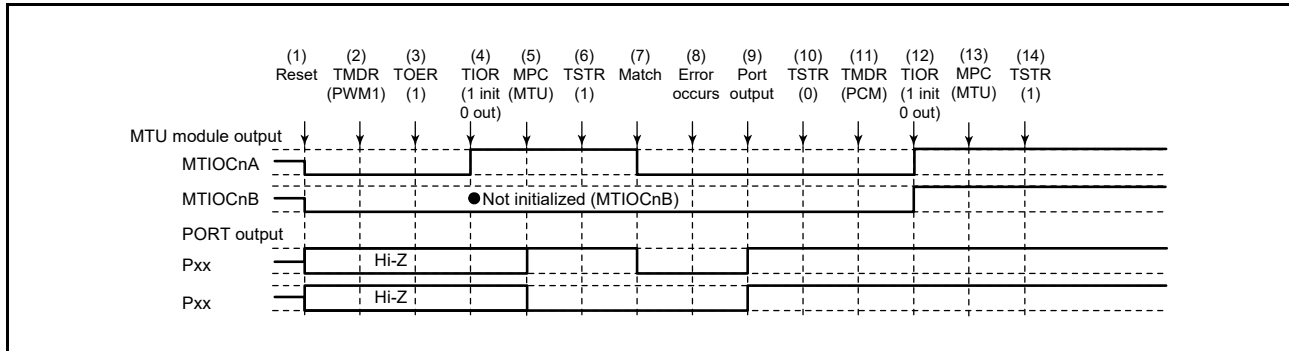 (1) (2) (3) (4) (5) (6) (7) (8) (9) (10) (11) (12) (13) (14)
Reset TMDR TOER TIOR MPC TSTR Match Error Port TSTR TMDR TIOR MPC TSTR
(PWM1) (1) (1 init (MTU) (1) occurs output (0) (PCM) (1 init (MTU) (1)
0 out) 0 out)
MTU module output
MTIOCnA
MTIOCnB ●Not initialized (MTIOCnB)
PORT output
Pxx Hi-Z
Pxx Hi-Z